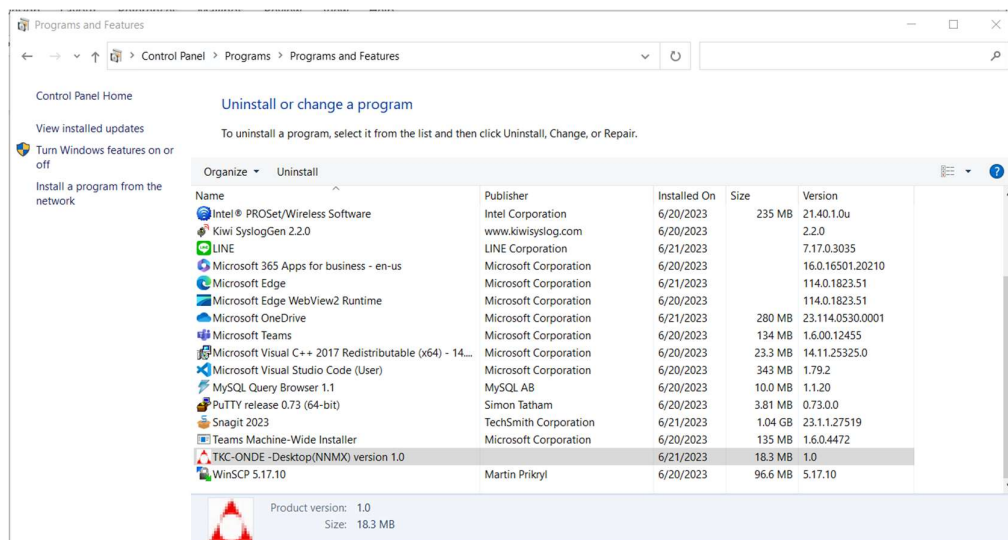 Programs and Features
Control Panel > Programs > Programs and Features
Control Panel Home
View installed updates
Turn Windows features on or off
Install a program from the network
Uninstall or change a program
To uninstall a program, select it from the list and then click Uninstall, Change, or Repair.
Organize Uninstall
Name Publisher Installed On Size Version
Intel® PROSet/Wireless Software Intel Corporation 6/20/2023 235 MB 21.40.1.0u
Kiwi SyslogGen 2.2.0 www.kiwisyslog.com 6/20/2023 2.2.0
LINE LINE Corporation 6/21/2023 7.17.0.3035
Microsoft 365 Apps for business - en-us Microsoft Corporation 6/20/2023 16.0.16501.20210
Microsoft Edge Microsoft Corporation 6/21/2023 114.0.1823.51
Microsoft Edge WebView2 Runtime Microsoft Corporation 6/20/2023 114.0.1823.51
Microsoft OneDrive Microsoft Corporation 6/21/2023 280 MB 23.114.0530.0001
Microsoft Teams Microsoft Corporation 6/20/2023 134 MB 1.6.00.12455
Microsoft Visual C++ 2017 Redistributable (x64) - 14.... Microsoft Corporation 6/20/2023 23.3 MB 14.11.25325.0
Microsoft Visual Studio Code (User) Microsoft Corporation 6/20/2023 343 MB 1.79.2
MySQL Query Browser 1.1 MySQL AB 6/20/2023 10.0 MB 1.1.20
PuTTY release 0.73 (64-bit) Simon Tatham 6/20/2023 3.81 MB 0.73.0.0
Snagit 2023 TechSmith Corporation 6/21/2023 1.04 GB 23.1.1.27519
Teams Machine-Wide Installer Microsoft Corporation 6/20/2023 135 MB 1.6.0.4472
TKC-ONDE -Desktop(NNMX) version 1.0 6/21/2023 18.3 MB 1.0
WinSCP 5.17.10 Martin Prikryl 6/20/2023 96.6 MB 5.17.10
Product version: 1.0
Size: 18.3 MB